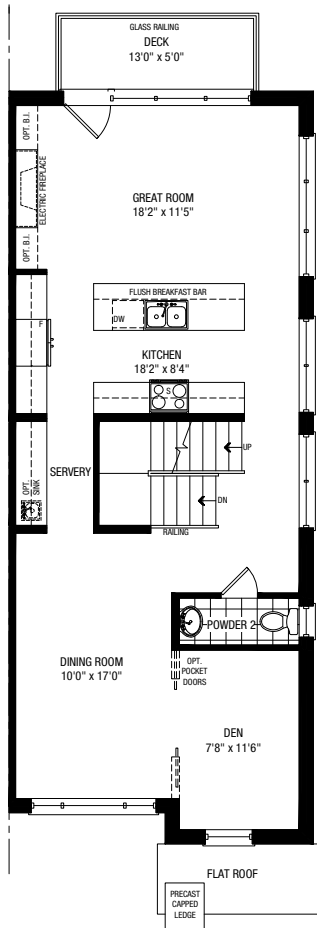 GLASS RAILING
DECK
13'0" x 5'0"
OPT. B.I.
ELECTRIC FIREPLACE
OPT. B.I.
GREAT ROOM
18'2" x 11'5"
FLUSH BREAKFAST BAR
DW
F
KITCHEN
18'2" x 8'4"
S
UP
SERVERY
DN
OPT.
SINK
RAILING
POWDER 2
DINING ROOM
10'0" x 17'0"
OPT.
POCKET
DOORS
DEN
7'8" x 11'6"
FLAT ROOF
PRECAST
CAPPED
LEDGE